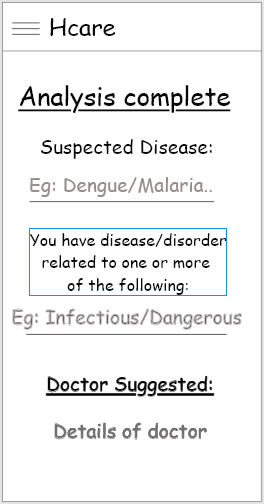 Hcare
Analysis complete
Suspected Disease:
Eg: Dengue/Malaria..
You have disease/disorder
related to one or more
of the following:
Eg: Infectious/Dangerous
Doctor Suggested:
Details of doctor